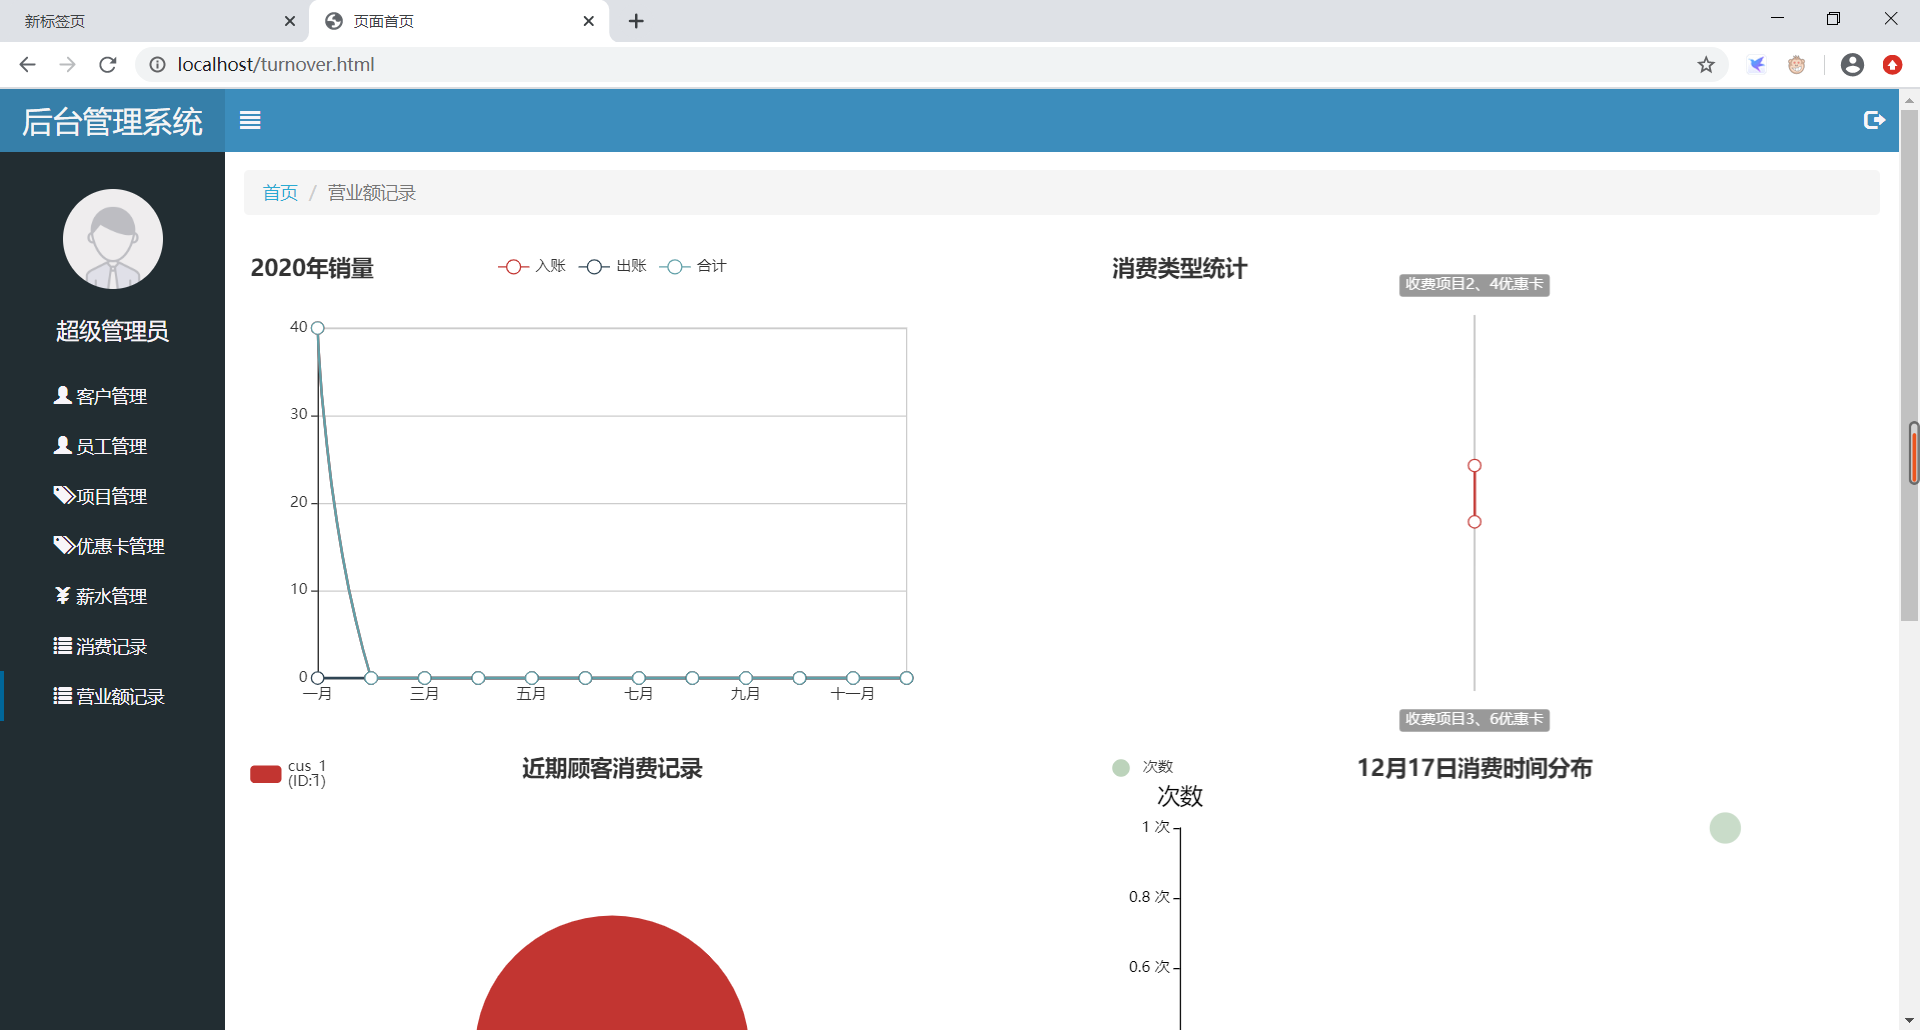 新标签页
页面首页
localhost/turnover.html
后台管理系统
首页 / 营业额记录
超级管理员
客户管理
员工管理
项目管理
优惠卡管理
薪水管理
消费记录
营业额记录
2020年销量
入账 出账 合计
40
30
20
10
0
一月 三月 五月 七月 九月 十一月
消费类型统计
收费项目2、4优惠卡
收费项目3、6优惠卡
cus_1
(ID:1)
近期顾客消费记录
次数
12月17日消费时间分布
次数
1 次
0.8 次
0.6 次